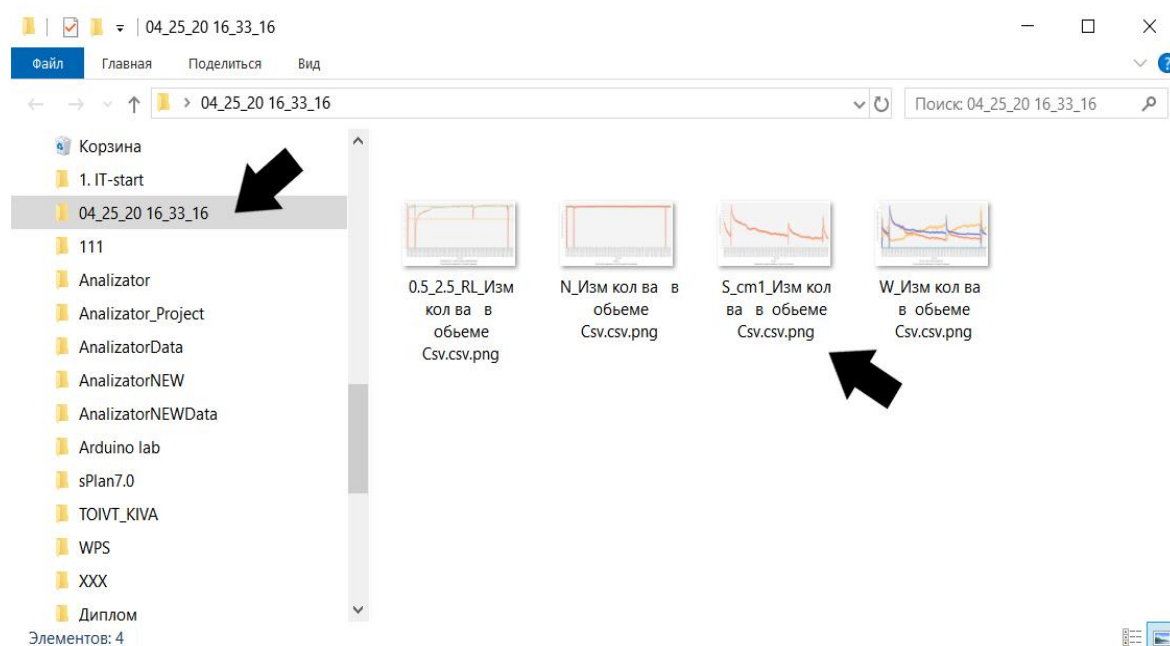 04_25_20 16_33_16
Файл Главная Поделиться Вид
04_25_20 16_33_16
Поиск: 04_25_20 16_33_16
Корзина
1. IT-start
04_25_20 16_33_16
111
Analizator
Analizator_Project
AnalizatorData
AnalizatorNEW
AnalizatorNEWData
Arduino lab
sPlan7.0
TOIVT_KIVA
WPS
XXX
Диплом
0.5_2.5_RL_Изм
кол ва в
обьеме
Csv.csv.png
N_Изм кол ва в
обьеме
Csv.csv.png
S_cm1_Изм кол
ва в обьеме
Csv.csv.png
W_Изм кол ва
в обьеме
Csv.csv.png
Элементов: 4